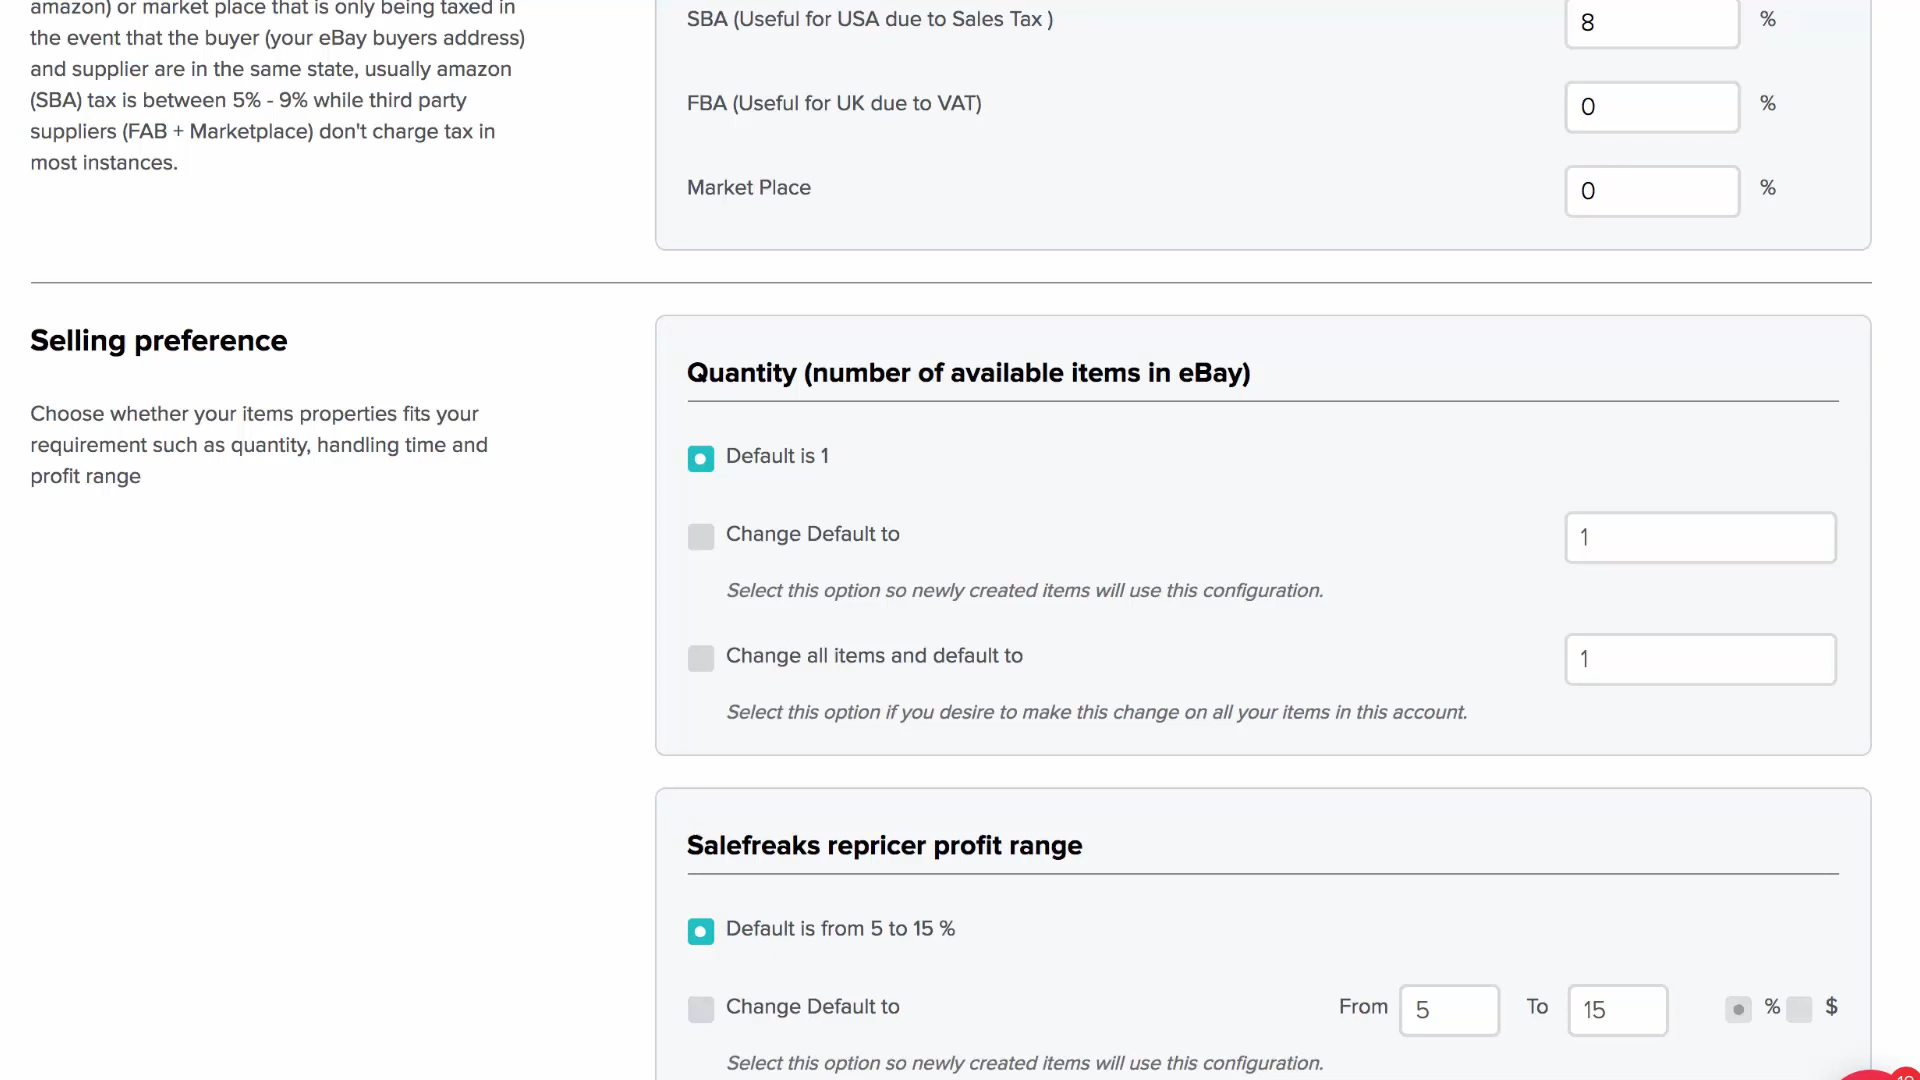 amazon) or market place that is only being taxed in
the event that the buyer (your eBay buyers address)
and supplier are in the same state, usually amazon
(SBA) tax is between 5% - 9% while third party
suppliers (FAB + Marketplace) don't charge tax in
most instances.
SBA (Useful for USA due to Sales Tax )
8
%
FBA (Useful for UK due to VAT)
0
%
Market Place
0
%
Selling preference
Choose whether your items properties fits your
requirement such as quantity, handling time and
profit range
Quantity (number of available items in eBay)
Default is 1
Change Default to
1
Select this option so newly created items will use this configuration.
Change all items and default to
1
Select this option if you desire to make this change on all your items in this account.
Salefreaks repricer profit range
Default is from 5 to 15 %
Change Default to
From 5 To 15 % $
Select this option so newly created items will use this configuration.